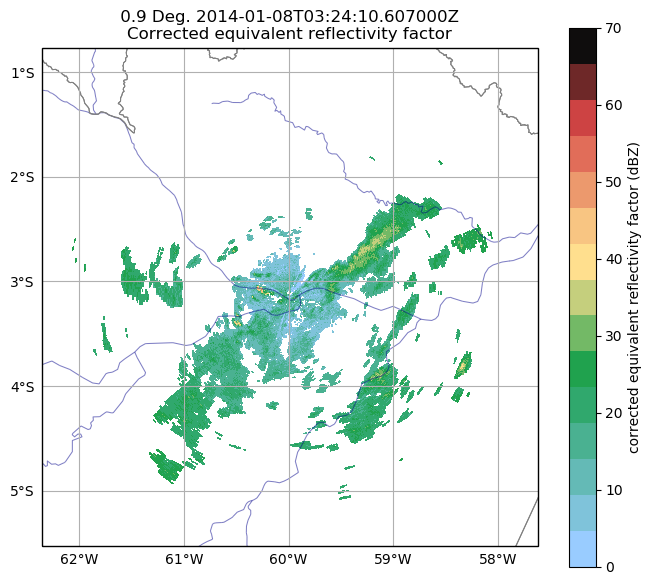 0.9 Deg. 2014-01-08T03:24:10.607000Z
Corrected equivalent reflectivity factor
1°S
2°S
3°S
4°S
5°S
62°W
61°W
60°W
59°W
58°W
70
60
50
40
30
20
10
0
corrected equivalent reflectivity factor (dBZ)